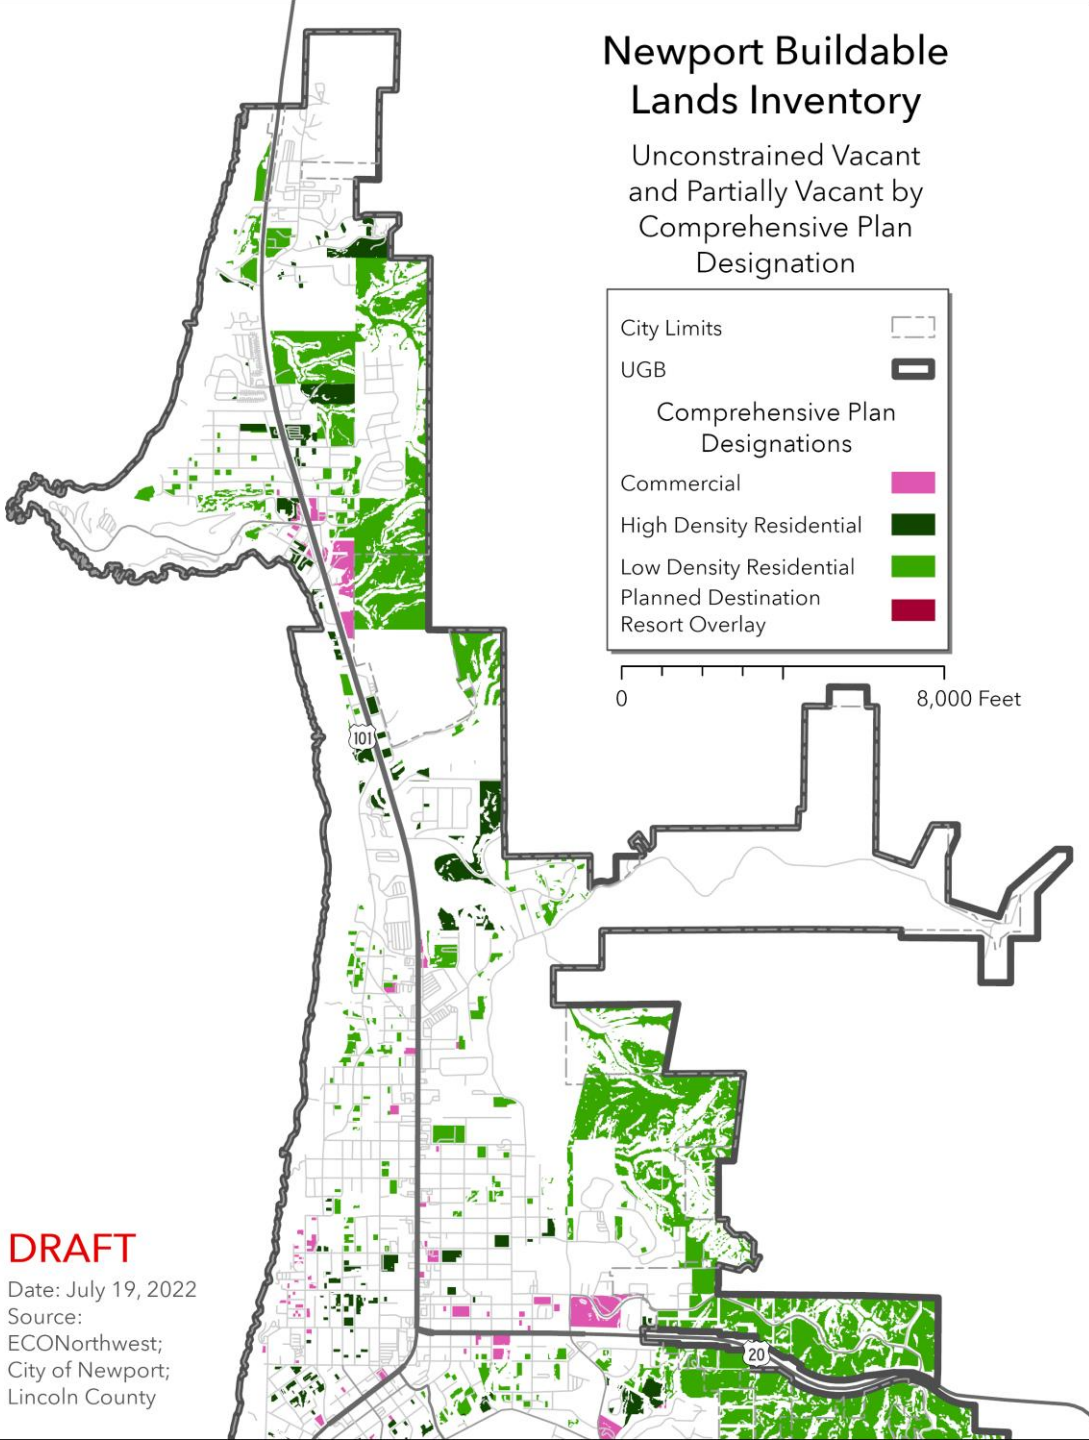 Newport Buildable
Lands Inventory
Unconstrained Vacant
and Partially Vacant by
Comprehensive Plan
Designation
City Limits
UGB
Comprehensive Plan
Designations
Commercial
High Density Residential
Low Density Residential
Planned Destination
Resort Overlay
0
8,000 Feet
101
20
DRAFT
Date: July 19, 2022
Source:
ECONorthwest;
City of Newport;
Lincoln County